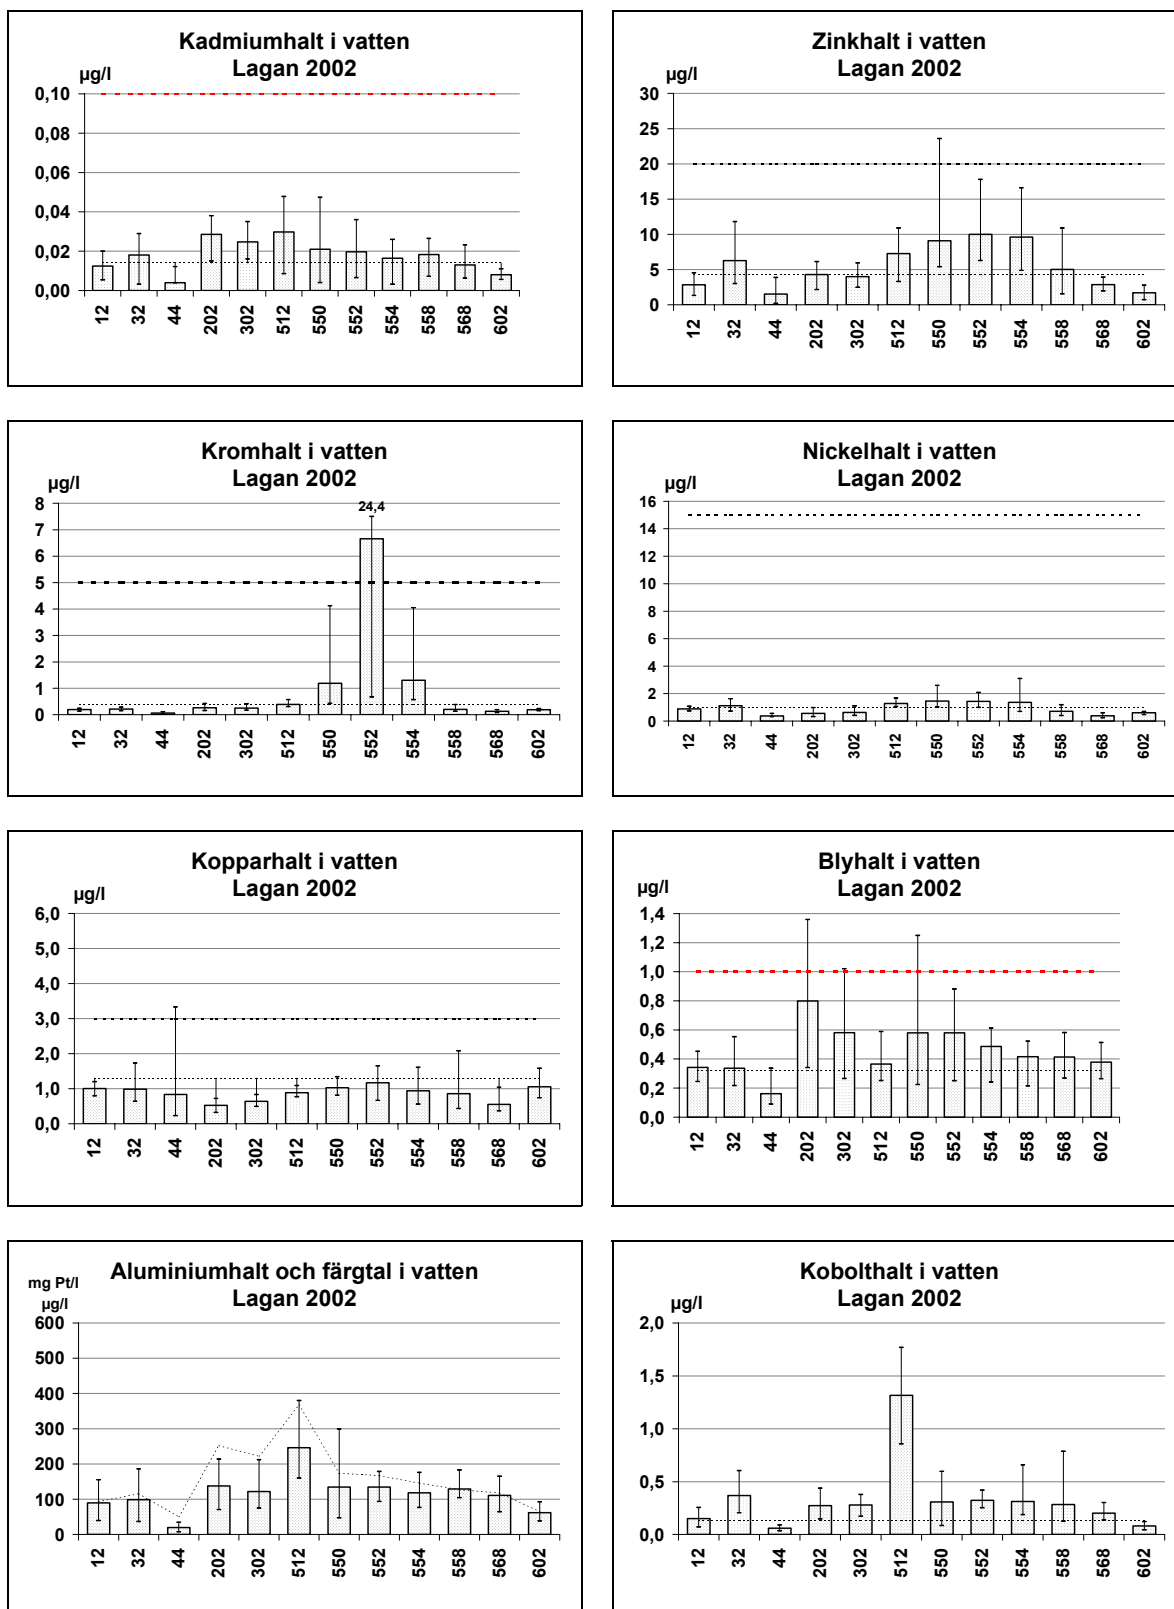 Kadmiumhalt i vatten
Lagan 2002
µg/l
0,10
0,08
0,06
0,04
0,02
0,00
12 32 44 202 302 512 550 552 554 558 568 602
Zinkhalt i vatten
Lagan 2002
µg/l
30
25
20
15
10
5
0
12 32 44 202 302 512 550 552 554 558 568 602
Kromhalt i vatten
Lagan 2002
µg/l
24,4
8
7
6
5
4
3
2
1
0
12 32 44 202 302 512 550 552 554 558 568 602
Nickelhalt i vatten
Lagan 2002
µg/l
16
14
12
10
8
6
4
2
0
12 32 44 202 302 512 550 552 554 558 568 602
Kopparhalt i vatten
Lagan 2002
µg/l
6,0
5,0
4,0
3,0
2,0
1,0
0,0
12 32 44 202 302 512 550 552 554 558 568 602
Blyhalt i vatten
Lagan 2002
µg/l
1,4
1,2
1,0
0,8
0,6
0,4
0,2
0,0
12 32 44 202 302 512 550 552 554 558 568 602
Aluminiumhalt och färgtal i vatten
Lagan 2002
mg Pt/l
µg/l
600
500
400
300
200
100
0
12 32 44 202 302 512 550 552 554 558 568 602
Kobolthalt i vatten
Lagan 2002
µg/l
2,0
1,5
1,0
0,5
0,0
12 32 44 202 302 512 550 552 554 558 568 602